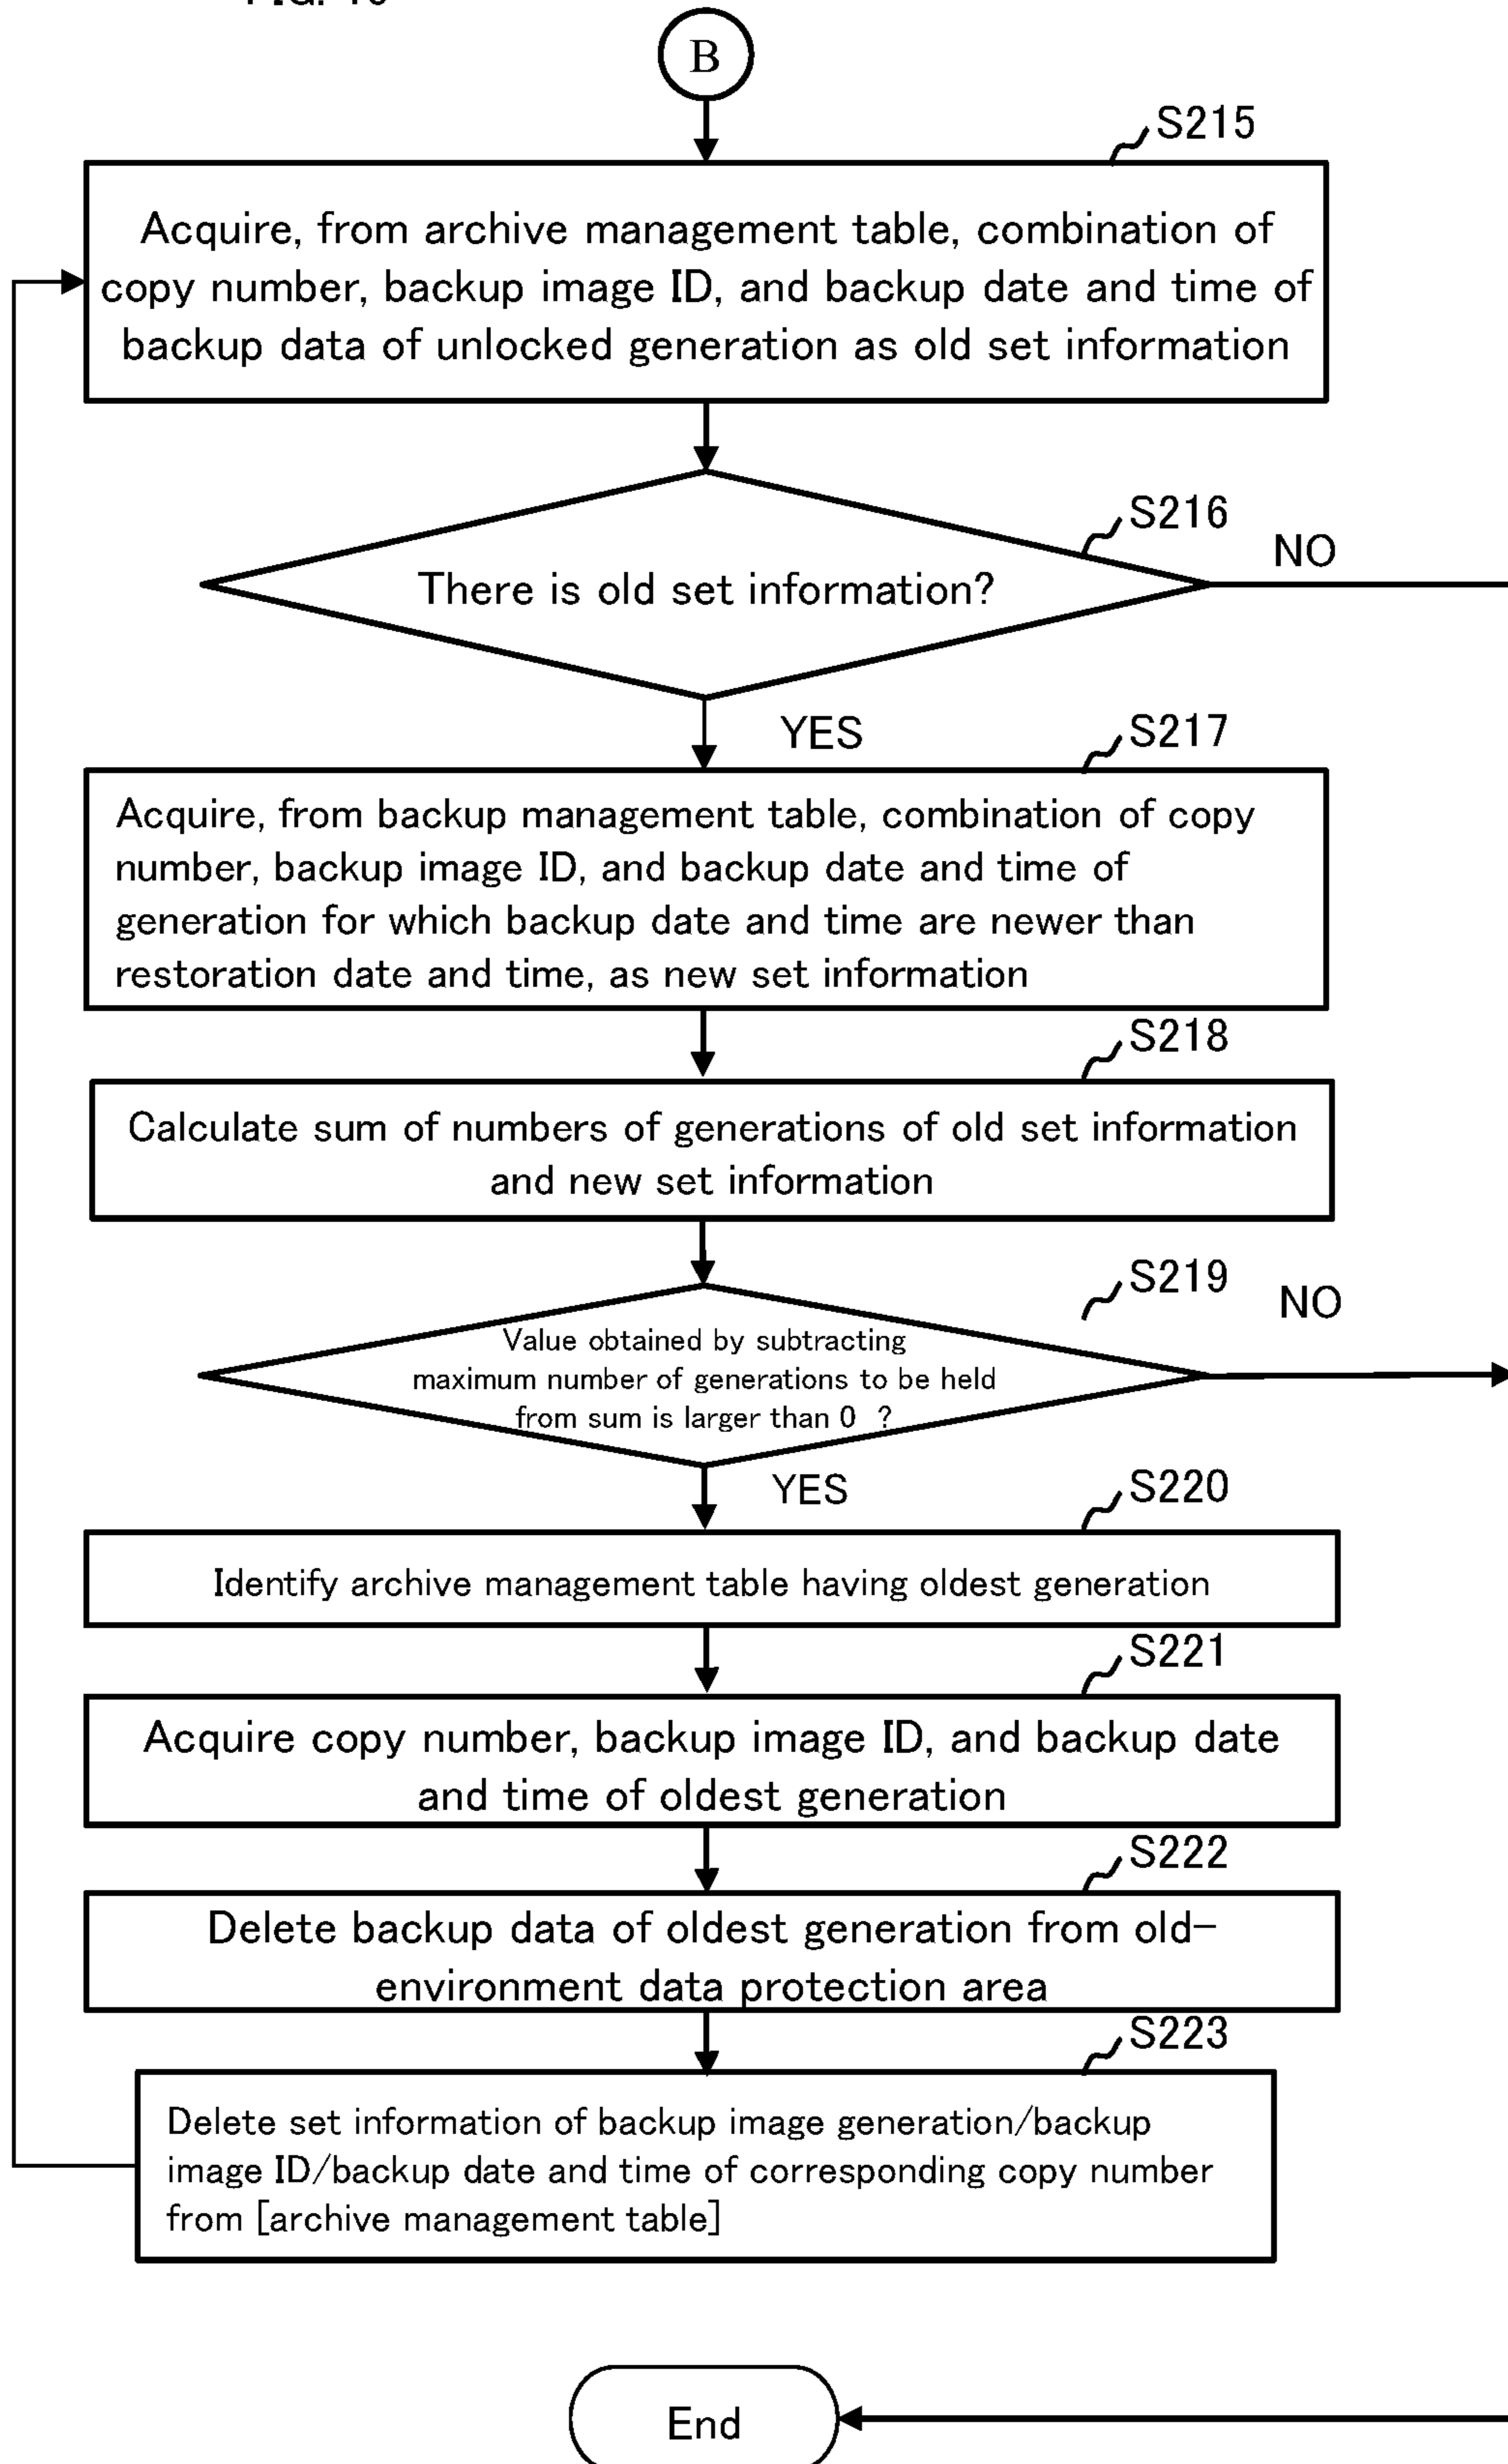 B
S215
Acquire, from archive management table, combination of
copy number, backup image ID, and backup date and time of
backup data of unlocked generation as old set information
S216
NO
There is old set information?
YES
S217
Acquire, from backup management table, combination of copy
number, backup image ID, and backup date and time of
generation for which backup date and time are newer than
restoration date and time, as new set information
S218
Calculate sum of numbers of generations of old set information
and new set information
S219
NO
Value obtained by subtracting
maximum number of generations to be held
from sum is larger than 0 ?
YES
S220
Identify archive management table having oldest generation
S221
Acquire copy number, backup image ID, and backup date
and time of oldest generation
S222
Delete backup data of oldest generation from old-
environment data protection area
S223
Delete set information of backup image generation/backup
image ID/backup date and time of corresponding copy number
from [archive management table]
End